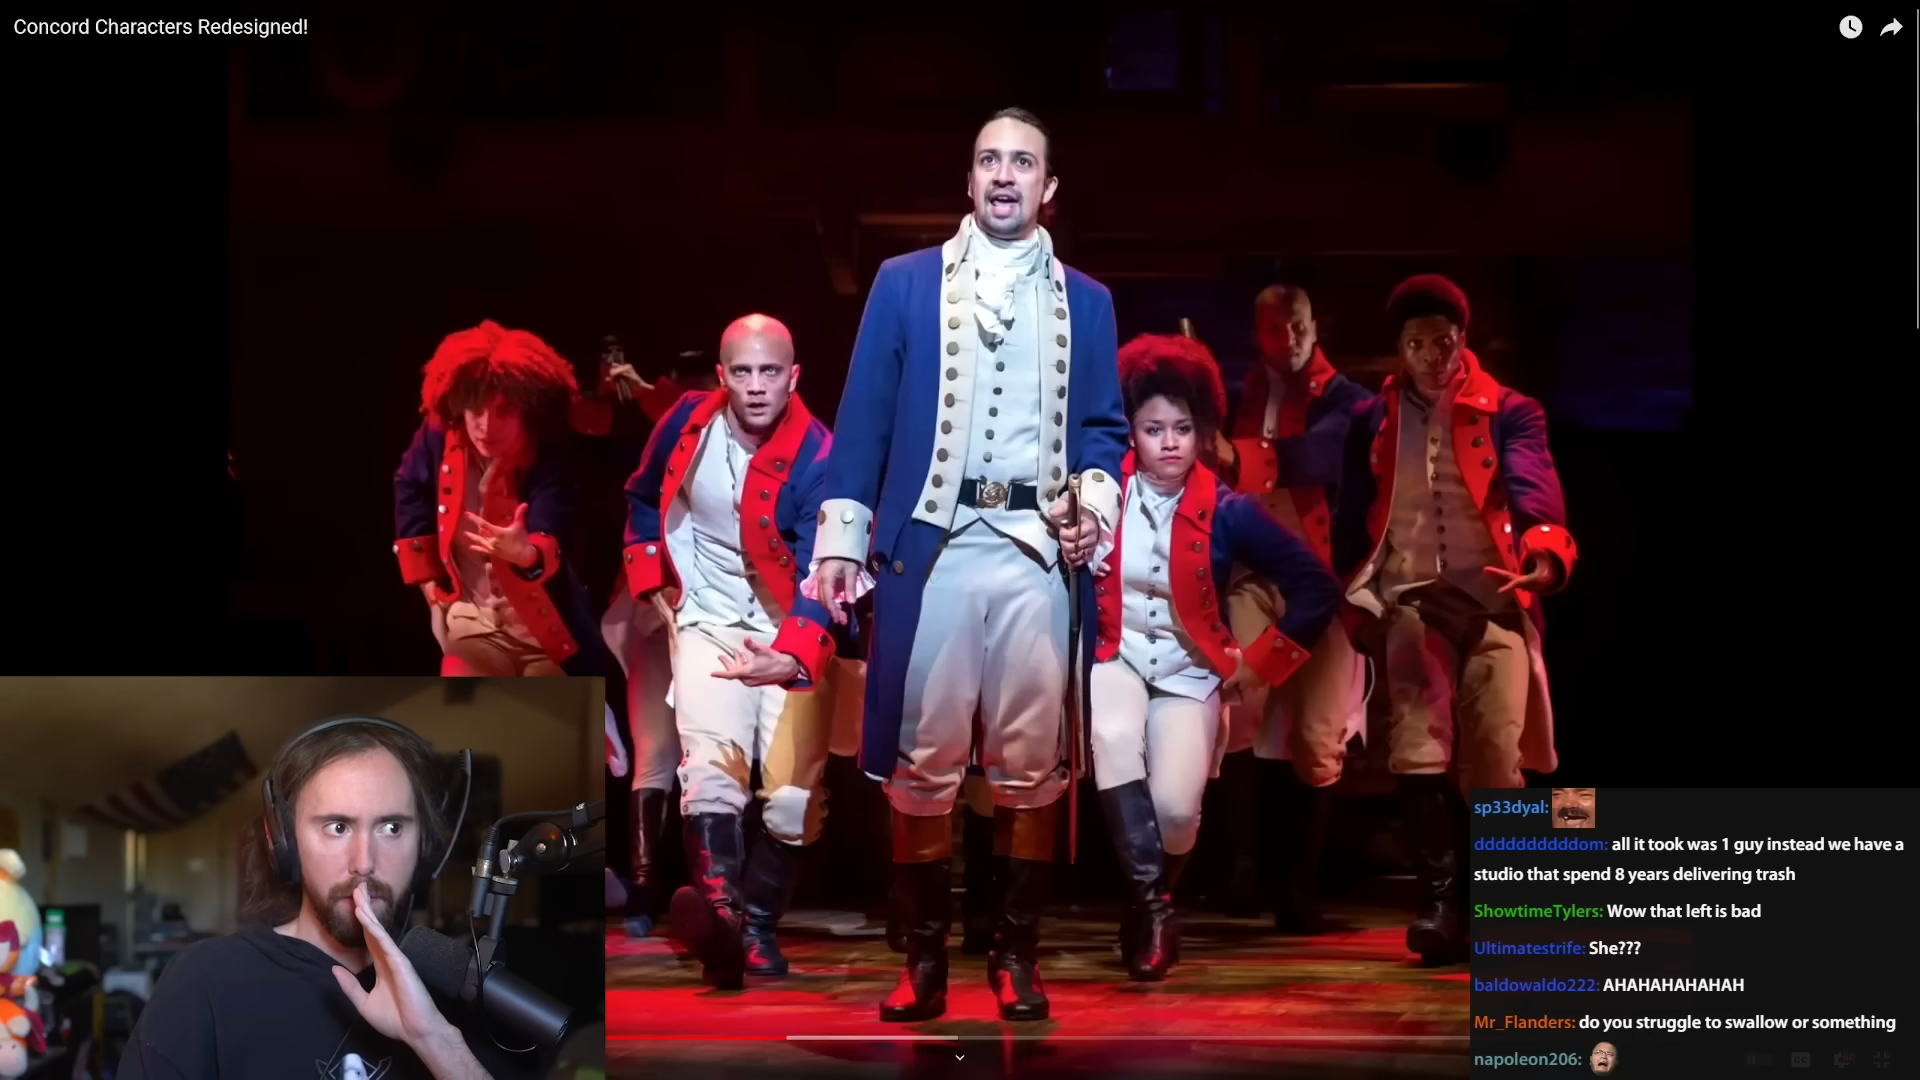 Concord Characters Redesigned!
sp33dyal:
ddddddddddom: all it took was 1 guy instead we have a
studio that spend 8 years delivering trash
ShowtimeTylers: Wow that left is bad
Ultimatestrife: She???
baldowaldo222: AHAHAHAHAHAH
Mr_Flanders: do you struggle to swallow or something
napoleon206: